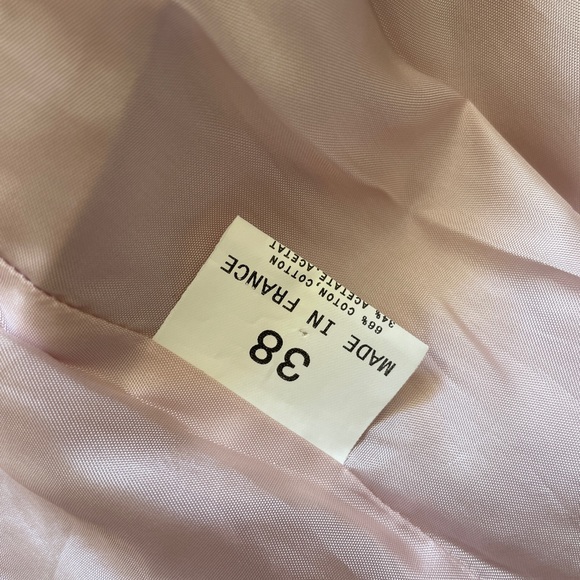 38
MADE IN FRANCE
66% COTON, COTTON
34% ACETATE, ACETAT